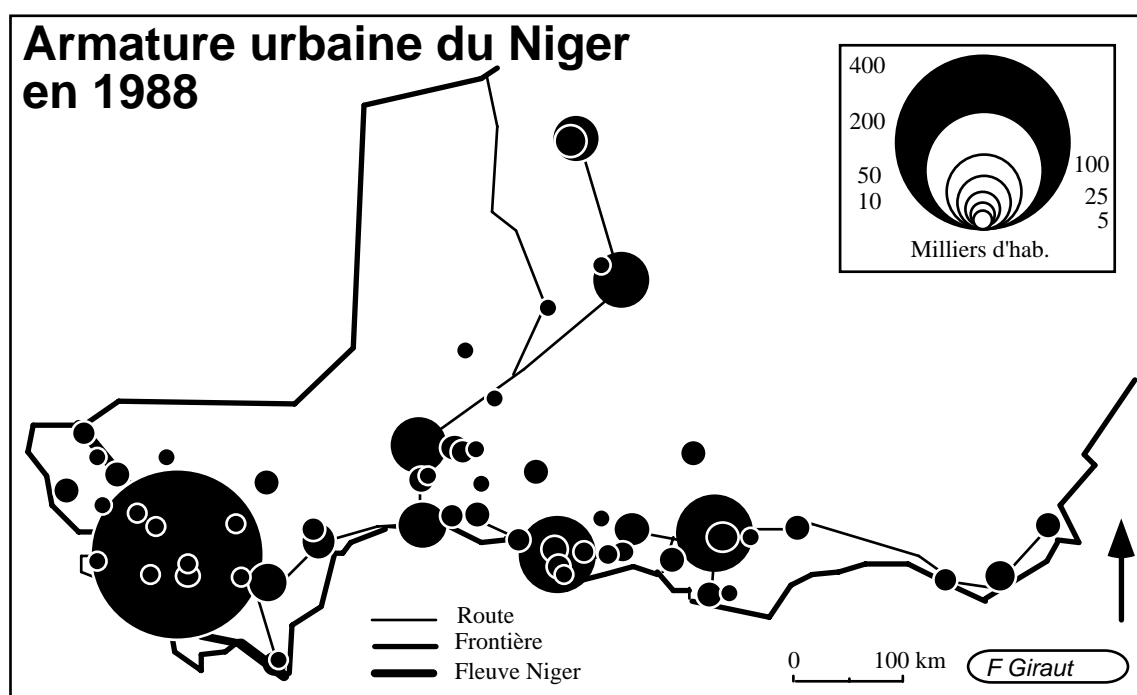 Armature urbaine du Niger
en 1988
400
200
50
10
100
25
5
Milliers d'hab.
Route
Frontière
Fleuve Niger
0 100 km
F Giraut